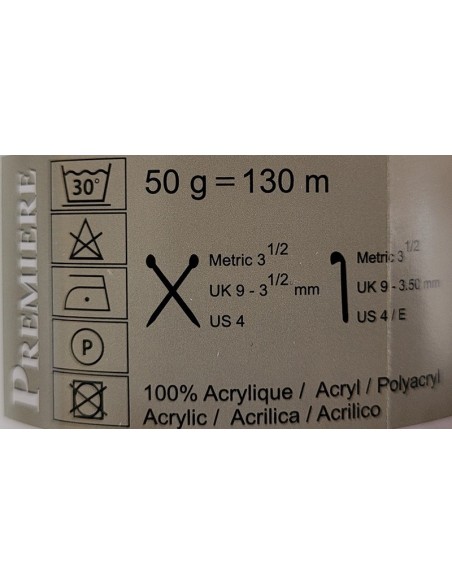 PREMIERE
30°
50 g = 130 m
Metric 3 1/2
UK 9 - 3 1/2 mm
US 4
Metric 3 1/2
UK 9 - 3.50 mm
US 4 / E
P
100% Acrylique / Acryl / Polyacryl
Acrylic / Acrilica / Acrilico